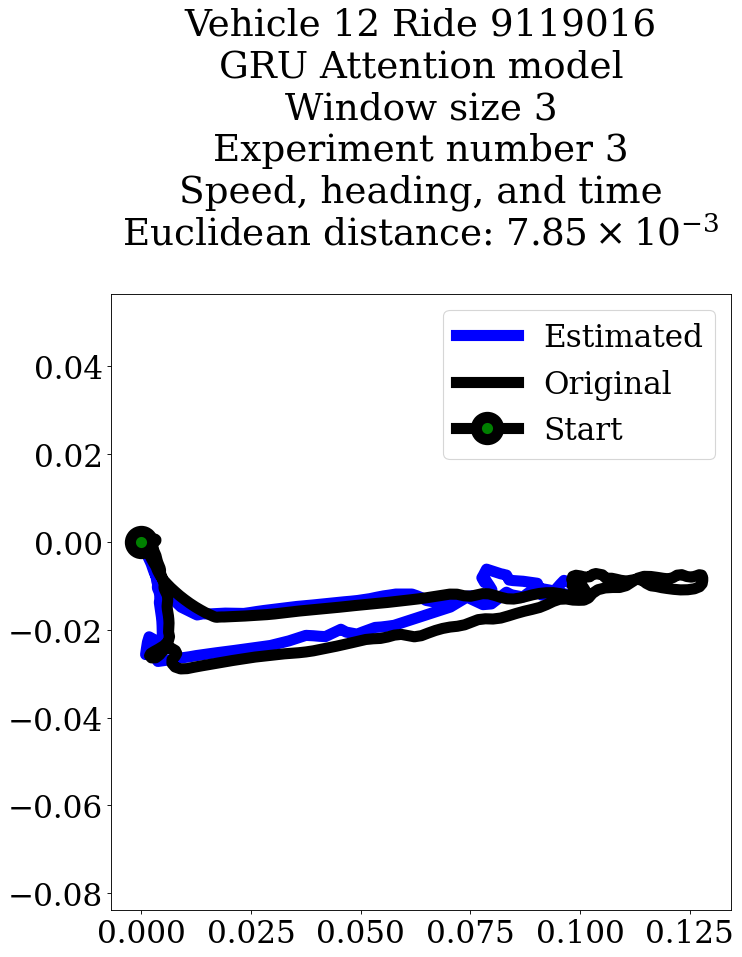 Vehicle 12 Ride 9119016
GRU Attention model
Window size 3
Experiment number 3
Speed, heading, and time
Euclidean distance: 7.85 × 10⁻³
Estimated
Original
Start
0.04
0.02
0.00
−0.02
−0.04
−0.06
−0.08
0.000 0.025 0.050 0.075 0.100 0.125